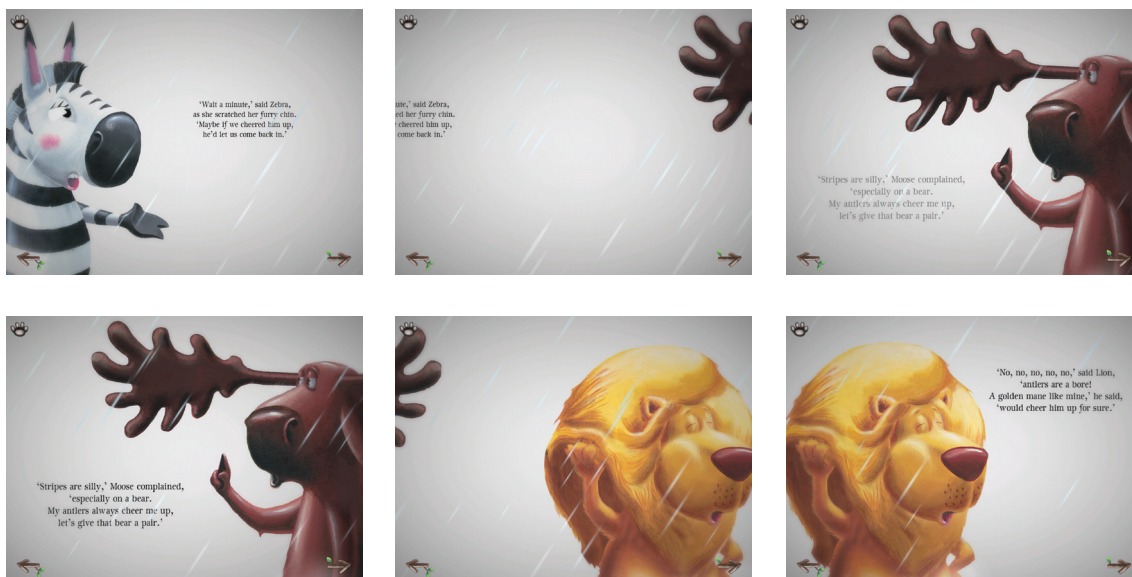 ‘Wait a minute,’ said Zebra,
as she scratched her furry chin.
‘Maybe if we cheered him up,
he’d let us come back in.’
ute,’ said Zebra,
ed her furry chin.
cheered him up,
come back in.’
‘Stripes are silly,’ Moose complained,
‘especially on a bear.
My antlers always cheer me up,
let’s give that bear a pair.’
‘Stripes are silly,’ Moose complained,
‘especially on a bear.
My antlers always cheer me up,
let’s give that bear a pair.’
‘No, no, no, no, no,’ said Lion,
‘antlers are a bore!
A golden mane like mine,’ he said,
‘would cheer him up for sure.’